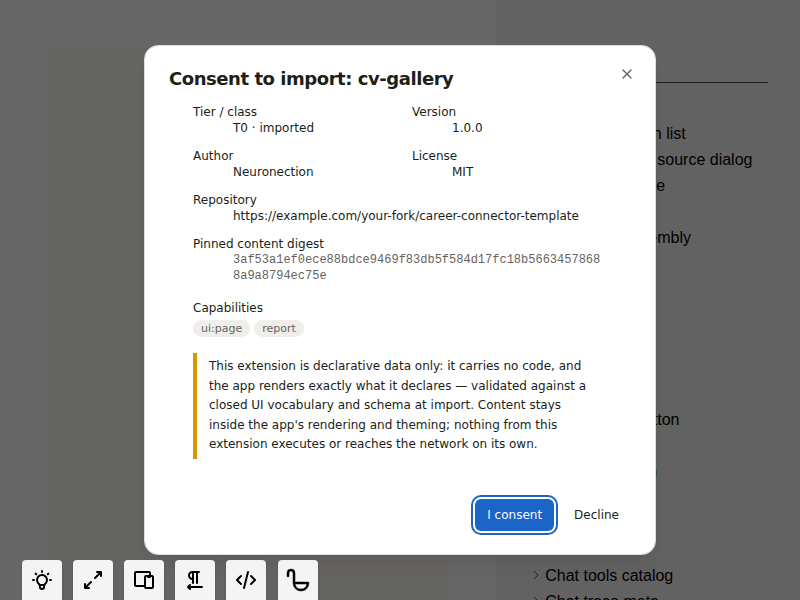 Consent to import: cv-gallery
Tier / class
T0 · imported
Version
1.0.0
Author
Neuronection
License
MIT
Repository
https://example.com/your-fork/career-connector-template
Pinned content digest
3af53a1ef0ece88bdce9469f83db5f584d17fc18b5663457868
8a9a8794ec75e
Capabilities
ui:page
report
This extension is declarative data only: it carries no code, and
the app renders exactly what it declares — validated against a
closed UI vocabulary and schema at import. Content stays
inside the app's rendering and theming; nothing from this
extension executes or reaches the network on its own.
I consent
Decline
list
source dialog
Chat tools catalog